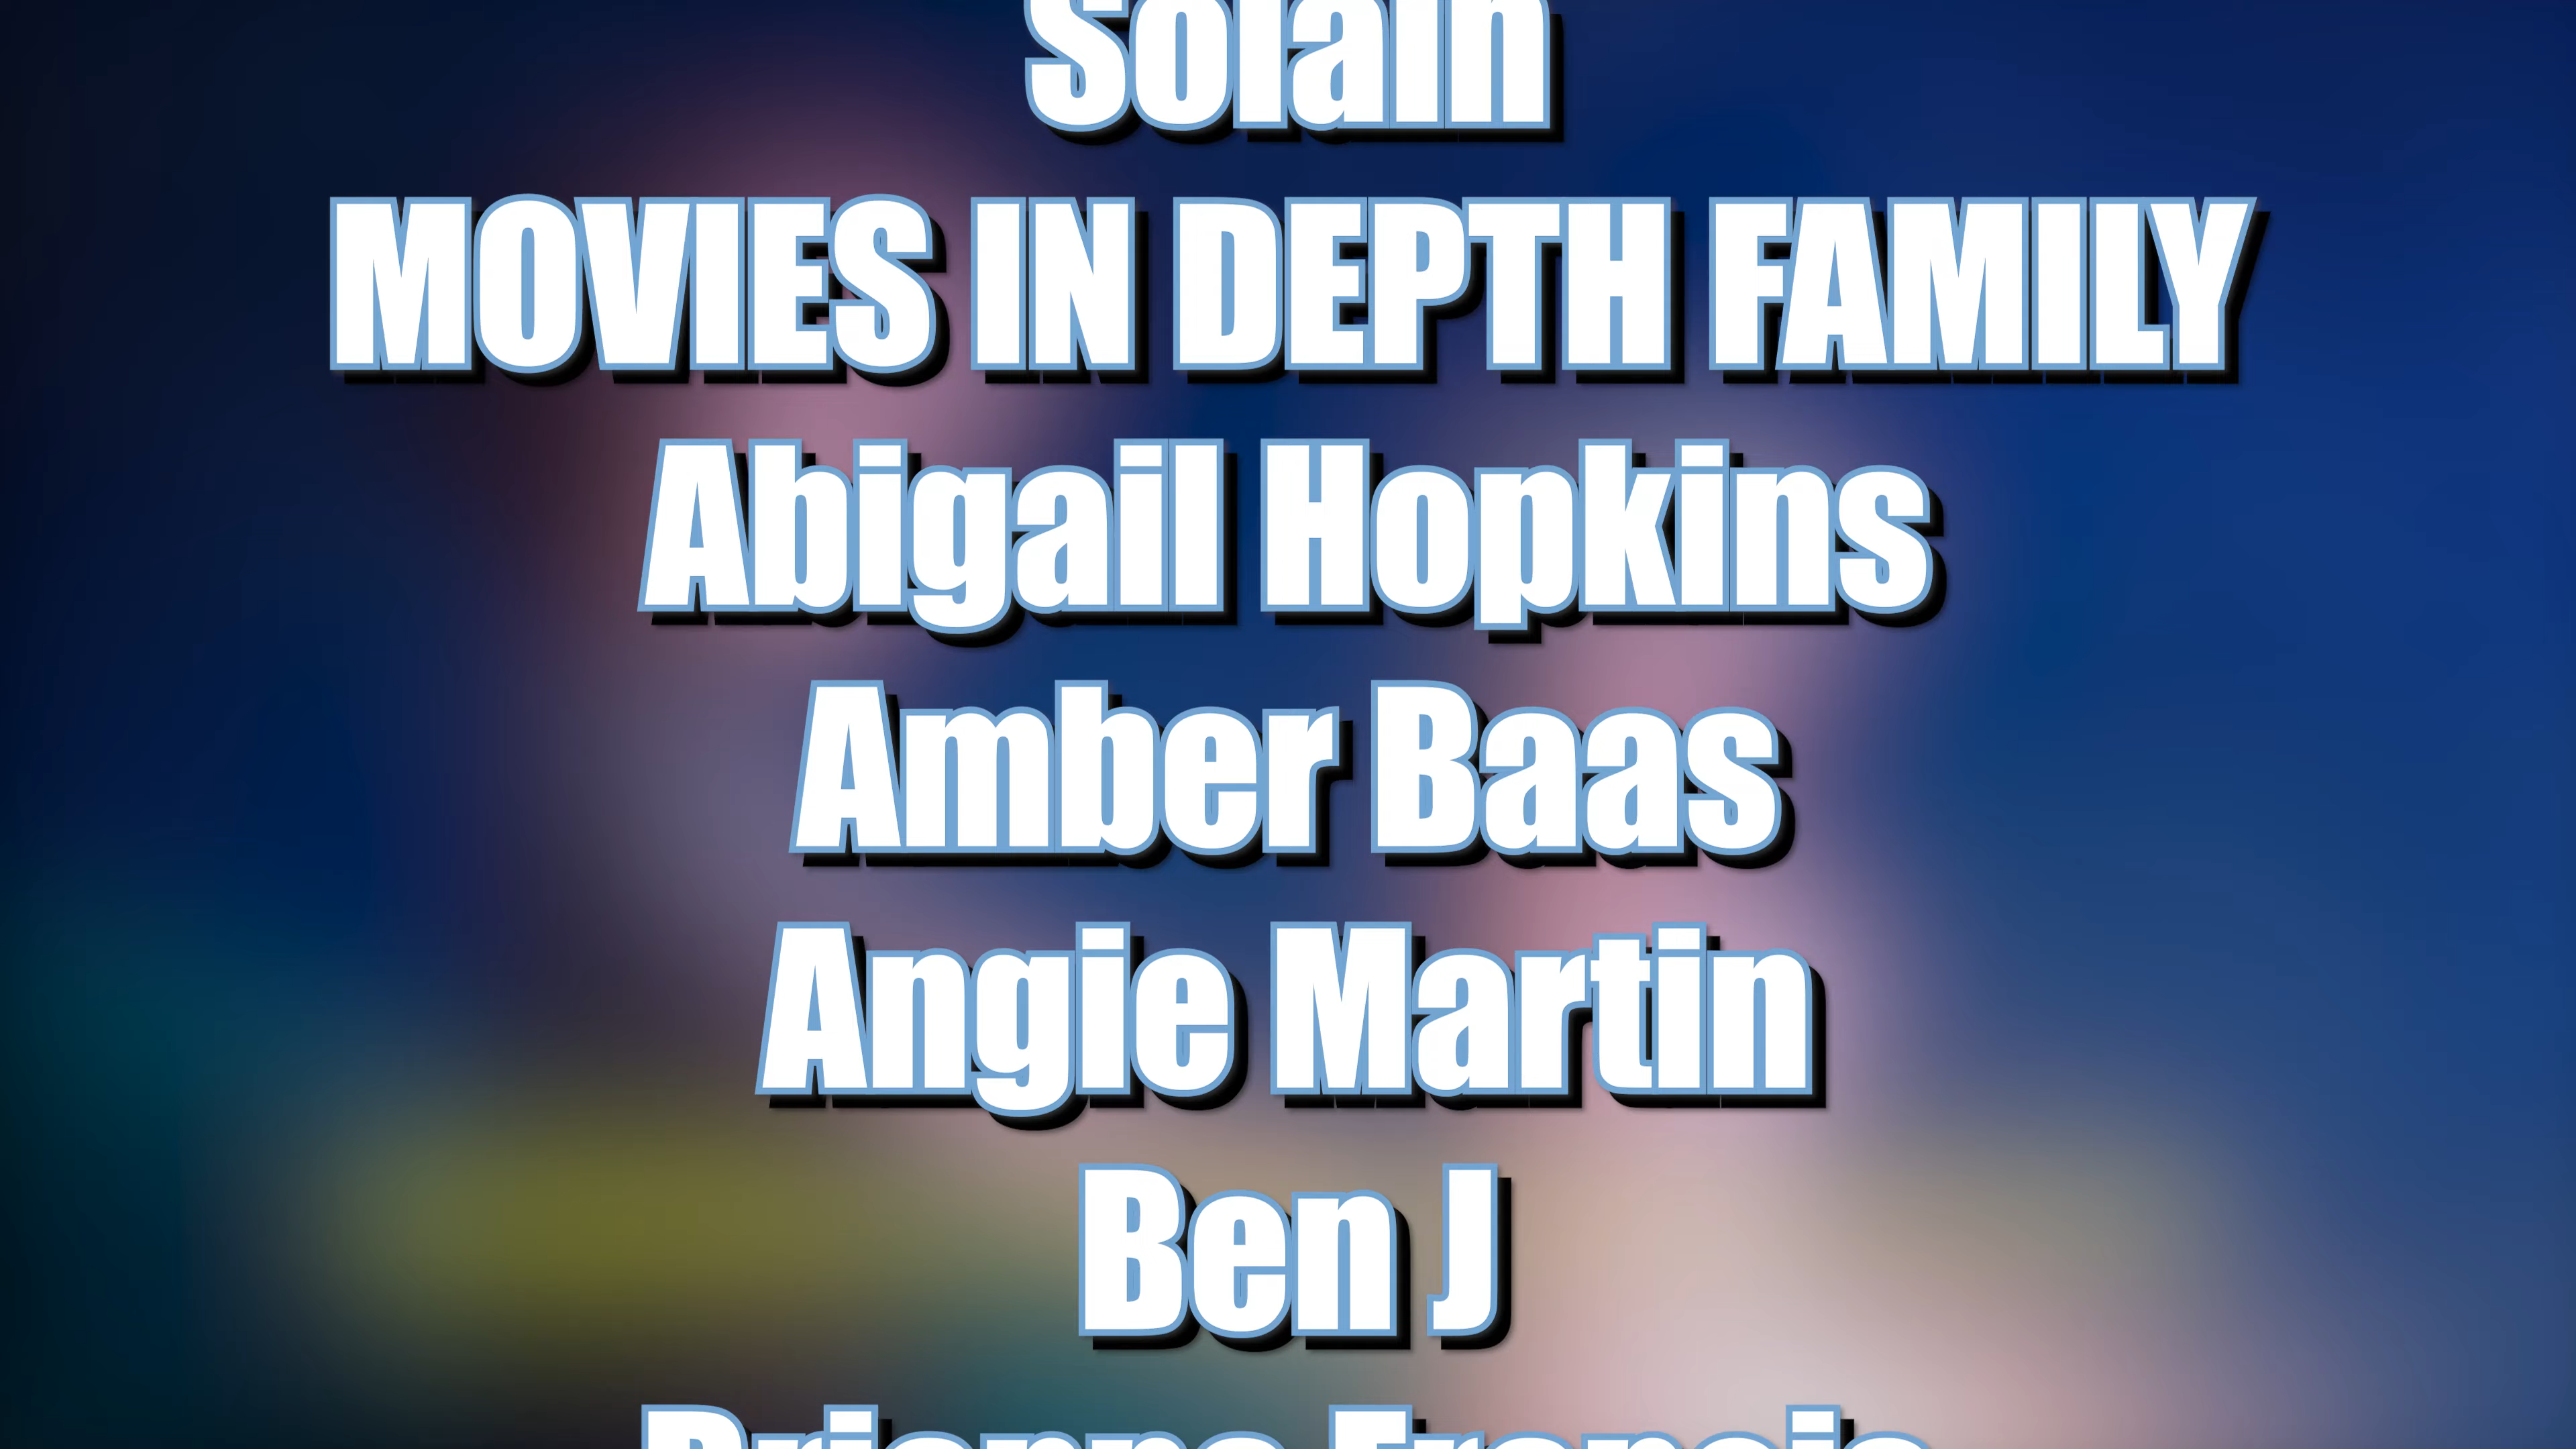 Solain
MOVIES IN DEPTH FAMILY
Abigail Hopkins
Amber Baas
Angie Martin
Ben J